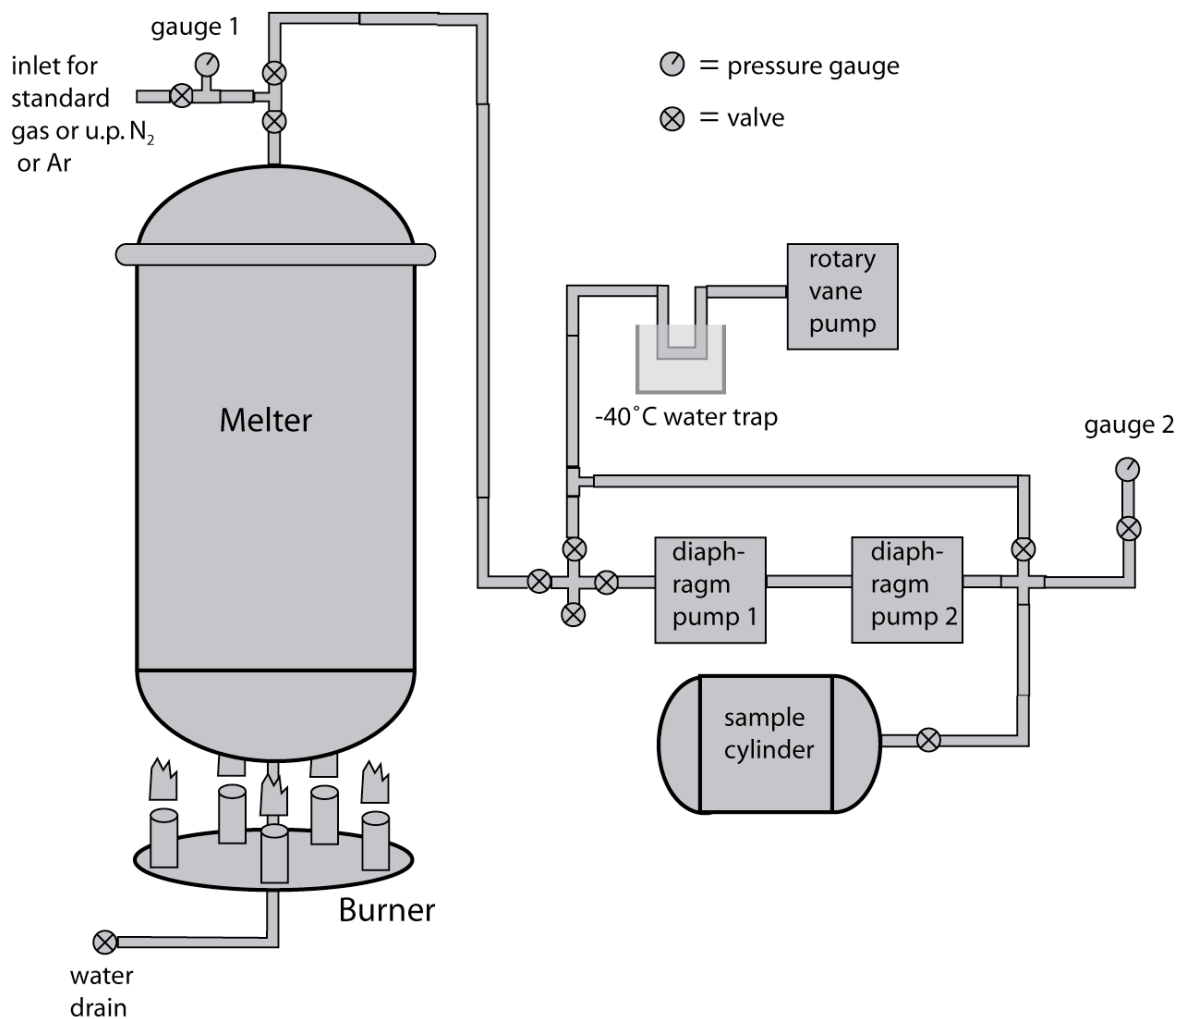 gauge 1
inlet for
standard
gas or u.p. N₂
or Ar
= pressure gauge
= valve
rotary
vane
pump
Melter
-40˚C water trap
gauge 2
diaph-
ragm
pump 1
diaph-
ragm
pump 2
sample
cylinder
Burner
water
drain